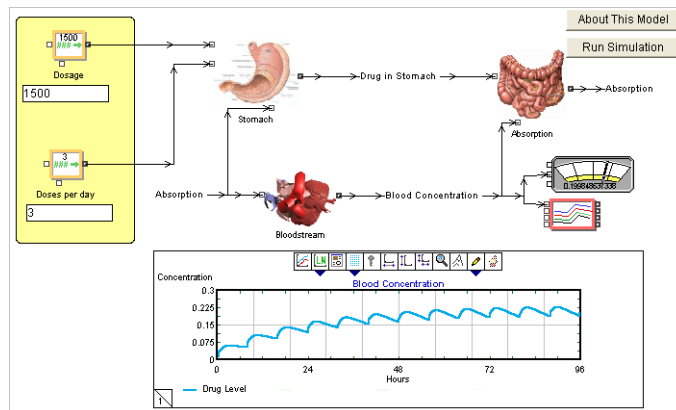 About This Model
Run Simulation
1500
### ⇒
Dosage
1500
3
### ⇒
Doses per day
3
Stomach
Drug in Stomach
Absorption
Absorption
Absorption
Bloodstream
Blood Concentration
0.199848637338
Blood Concentration
Concentration
0.3
0.225
0.15
0.075
0
0
24
48
72
96
Hours
Drug Level
1